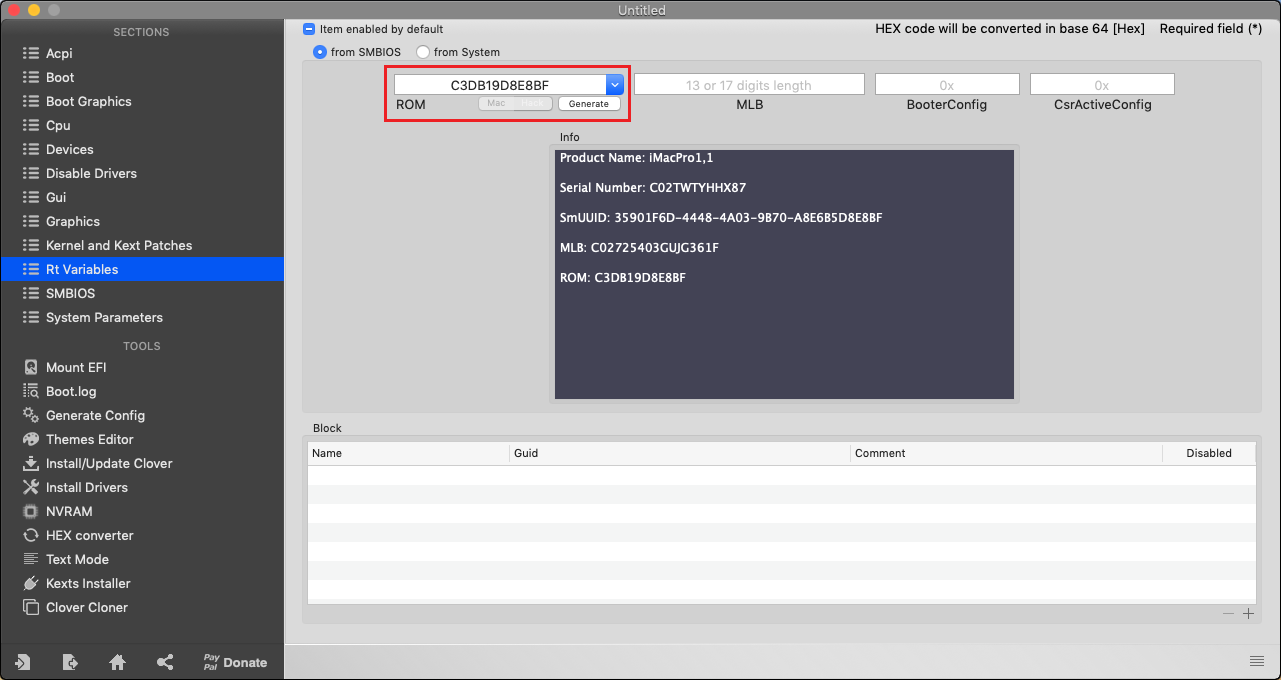 Untitled
SECTIONS
Acpi
Boot
Boot Graphics
Cpu
Devices
Disable Drivers
Gui
Graphics
Kernel and Kext Patches
Rt Variables
SMBIOS
System Parameters
TOOLS
Mount EFI
Boot.log
Generate Config
Themes Editor
Install/Update Clover
Install Drivers
NVRAM
HEX converter
Text Mode
Kexts Installer
Clover Cloner
Pay
Pal Donate
Item enabled by default
HEX code will be converted in base 64 [Hex] Required field (*)
from SMBIOS from System
C3DB19D8E8BF 13 or 17 digits length 0x 0x
ROM Mac Hack Generate MLB BooterConfig CsrActiveConfig
Info
Product Name: iMacPro1,1
Serial Number: C02TWTYHHX87
SmUUID: 35901F6D-4448-4A03-9B70-A8E6B5D8E8BF
MLB: C02725403GUJG361F
ROM: C3DB19D8E8BF
Block
Name Guid Comment Disabled